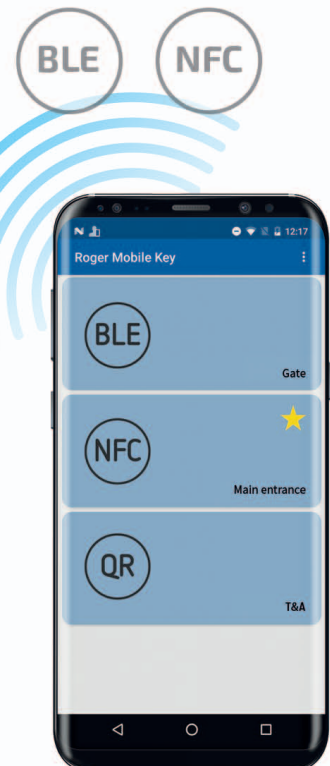 BLE NFC
12:17
Roger Mobile Key
BLE
Gate
NFC
Main entrance
QR
T&A